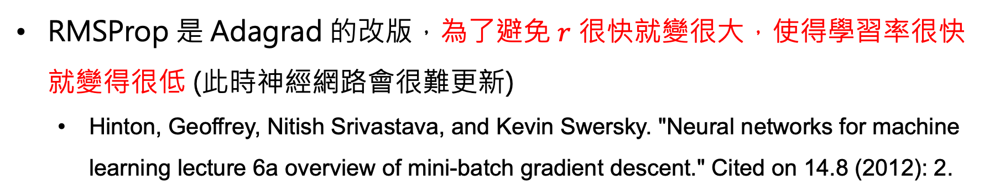 • RMSProp 是 Adagrad 的改版，為了避免 r 很快就變很大，使得學習率很快
就變得很低 (此時神經網路會很難更新)
• Hinton, Geoffrey, Nitish Srivastava, and Kevin Swersky. "Neural networks for machine
learning lecture 6a overview of mini-batch gradient descent." Cited on 14.8 (2012): 2.